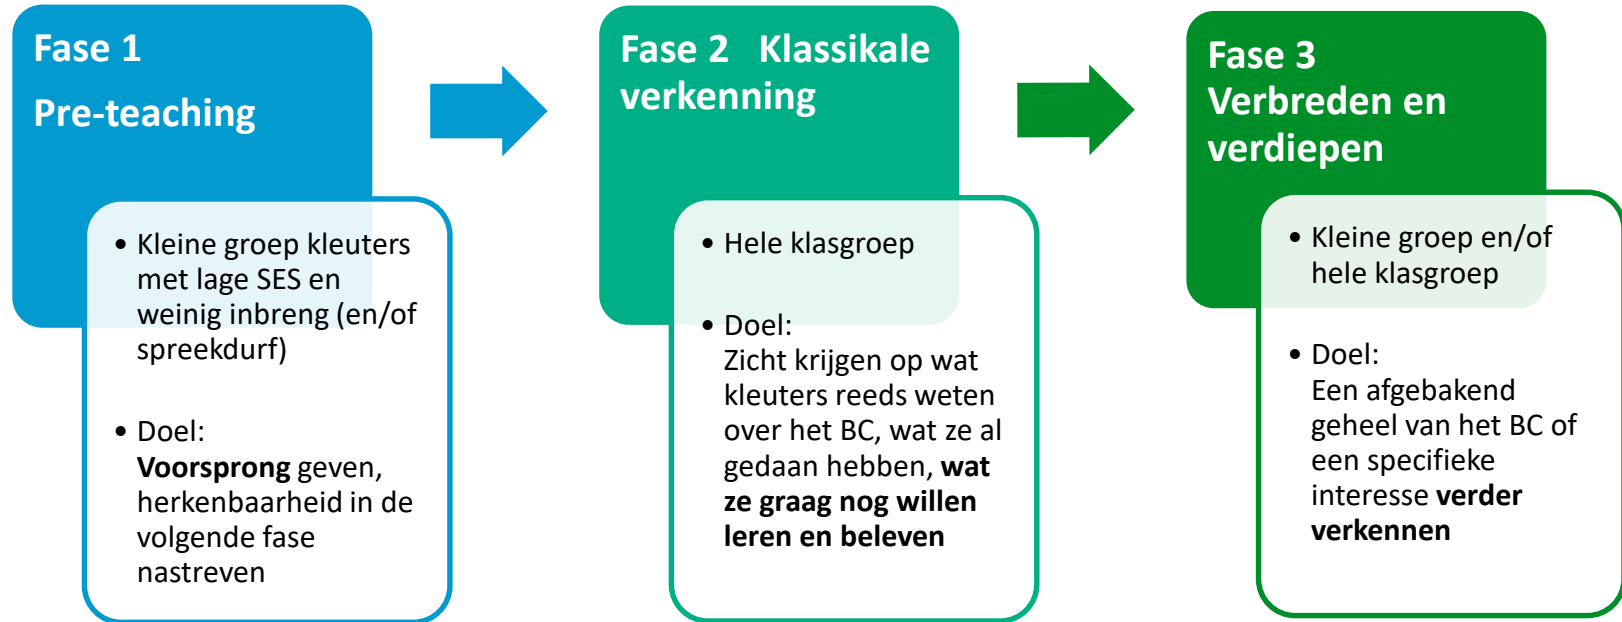 Fase 1
Pre-teaching
• Kleine groep kleuters
met lage SES en
weinig inbreng (en/of
spreekdurf)
• Doel:
Voorsprong geven,
herkenbaarheid in de
volgende fase
nastreven
Fase 2 Klassikale
verkenning
• Hele klasgroep
• Doel:
Zicht krijgen op wat
kleuters reeds weten
over het BC, wat ze al
gedaan hebben, wat
ze graag nog willen
leren en beleven
Fase 3
Verbreden en
verdiepen
• Kleine groep en/of
hele klasgroep
• Doel:
Een afgebakend
geheel van het BC of
een specifieke
interesse verder
verkennen